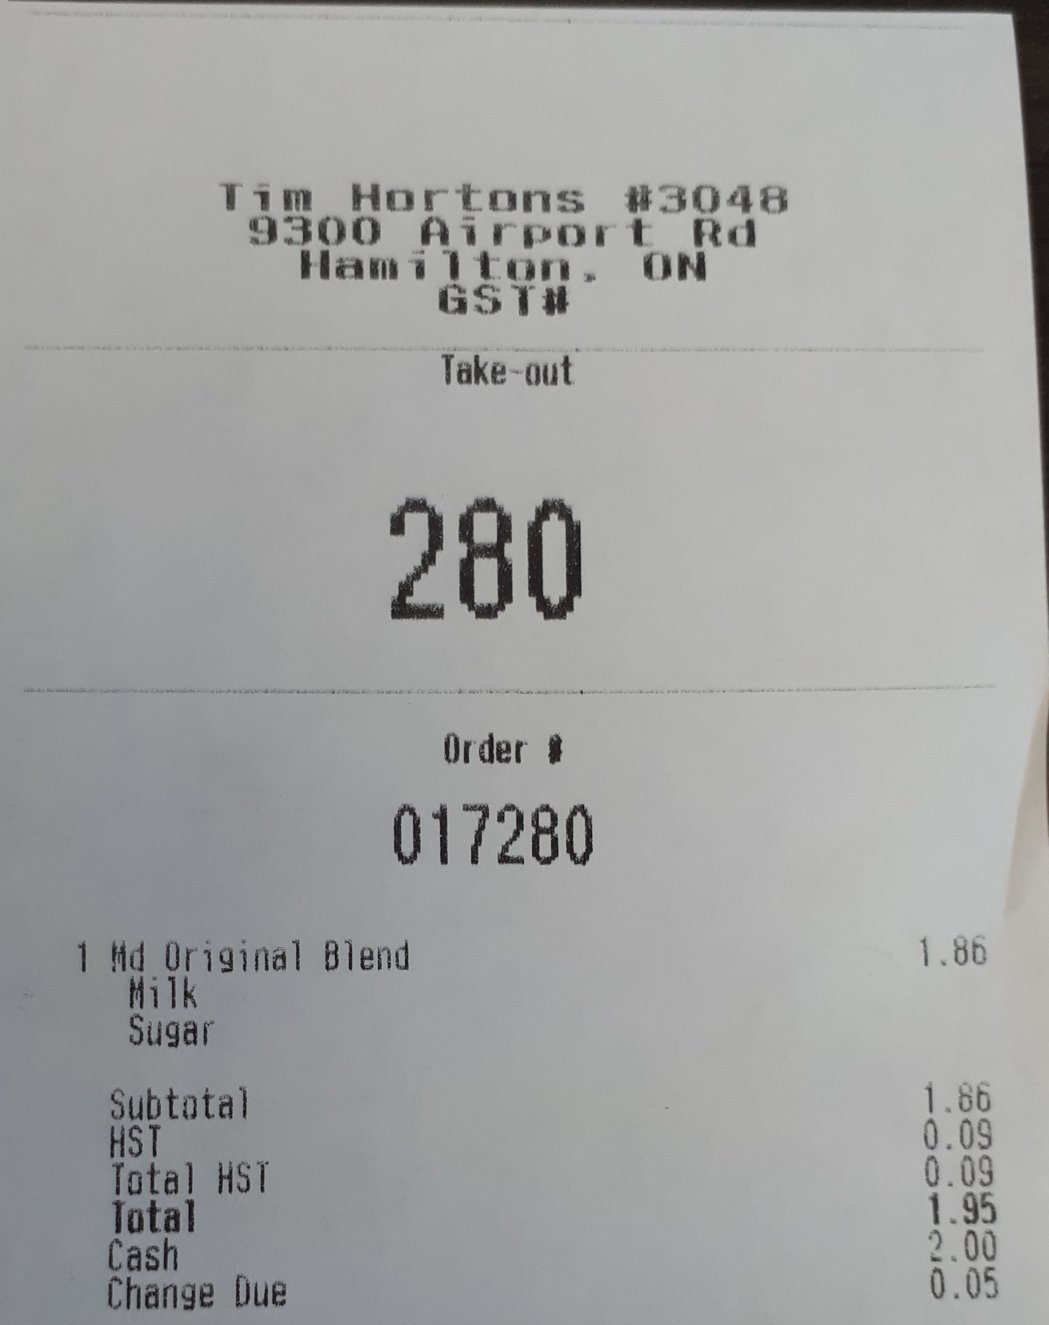 Tim Hortons #3048
9300 Airport Rd
Hamilton, ON
GST#
Take-out
280
Order #
017280
1 Md Original Blend 1.86
Milk
Sugar
Subtotal 1.86
HST 0.09
Total HST 0.09
Total 1.95
Cash 2.00
Change Due 0.05